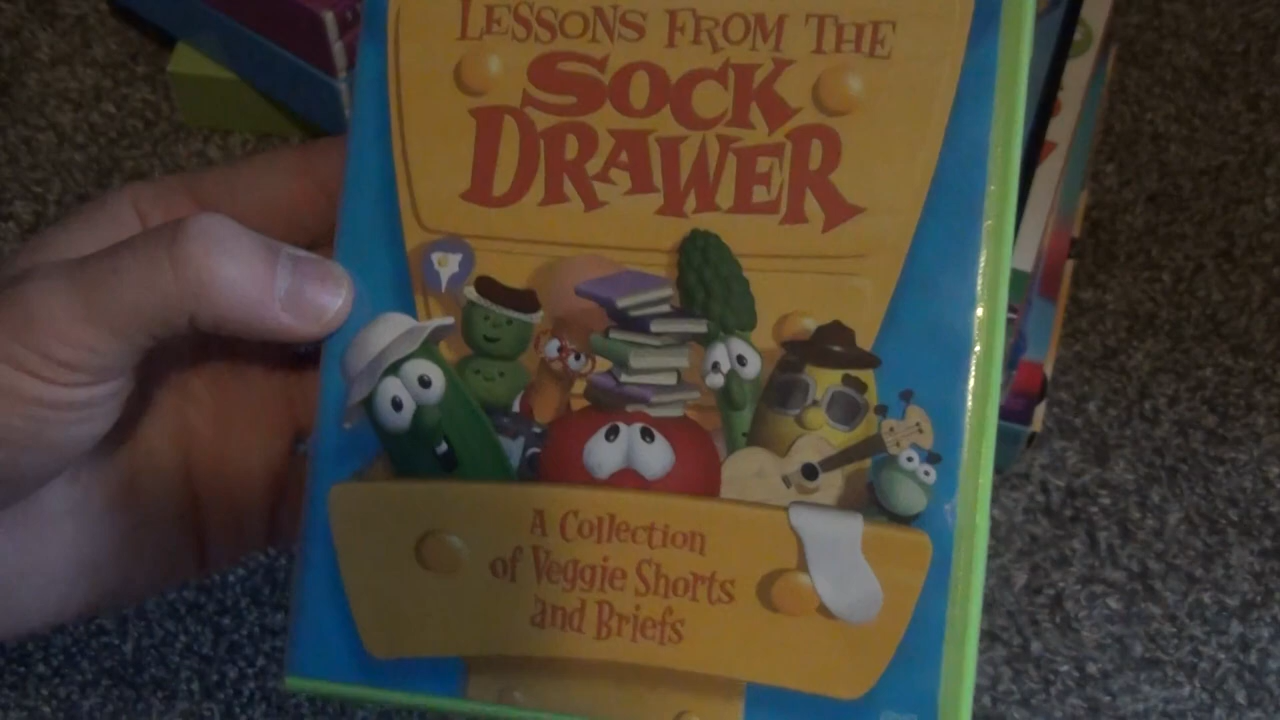 LESSONS FROM THE
SOCK
DRAWER
A Collection
of Veggie Shorts
and Briefs